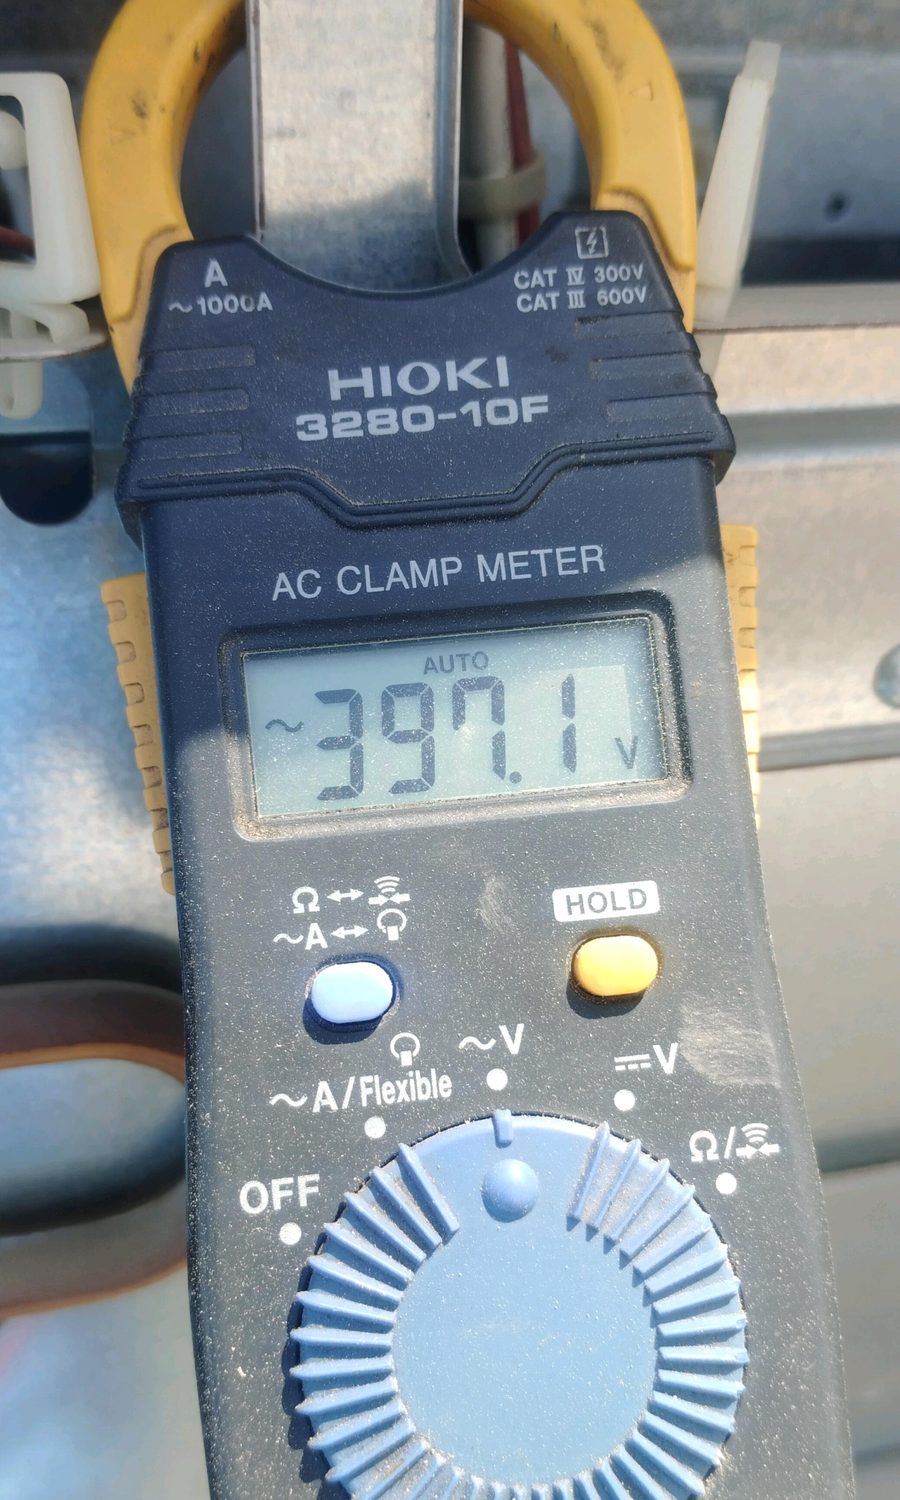 A
~1000A
CAT IV 300V
CAT III 600V
HIOKI
3280-10F
AC CLAMP METER
AUTO
~397.1 V
Ω↔
~A↔
HOLD
~A/Flexible
~V
⎓V
Ω/
OFF